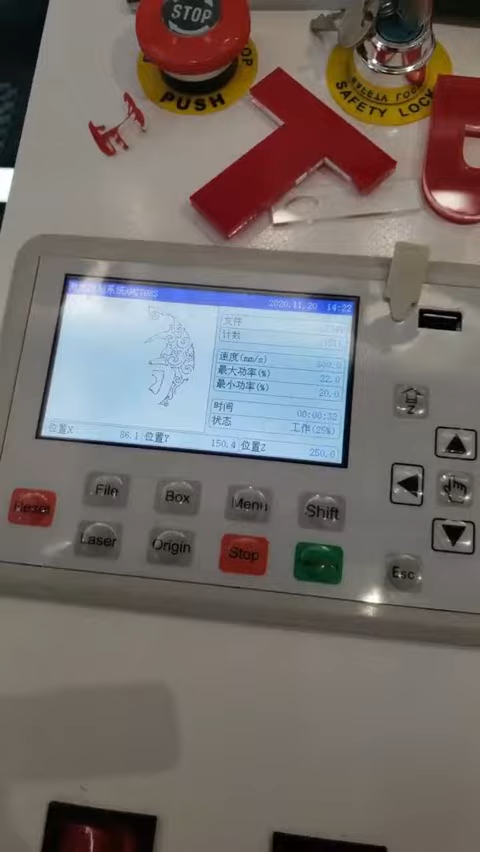 STOP
PUSH
SAFETY LOCK
2020.11.20 14:22
文件
计数
速度(mm/s)
最大功率(%) 22.0
最小功率(%) 20.0
时间 00:00:32
状态 工作(25%)
位置X 86.1 位置Y 150.4 位置Z 250.0
Z
File Box Menu Shift
Reset
Laser Origin Stop
Esc